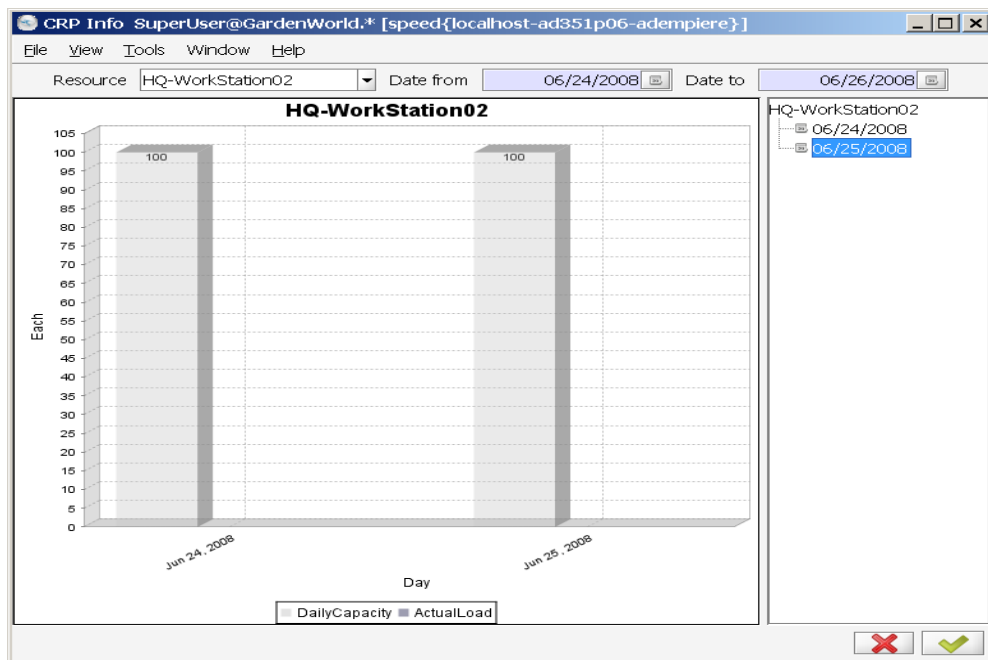 CRP Info SuperUser@GardenWorld.* [speed{localhost-ad351p06-adempiere}]
File View Tools Window Help
Resource HQ-WorkStation02 Date from 06/24/2008 Date to 06/26/2008
HQ-WorkStation02
105
100
95
90
85
80
75
70
65
60
55
50
45
40
35
30
25
20
15
10
5
0
Each
100
100
Jun 24, 2008
Jun 25, 2008
Day
DailyCapacity ActualLoad
HQ-WorkStation02
06/24/2008
06/25/2008